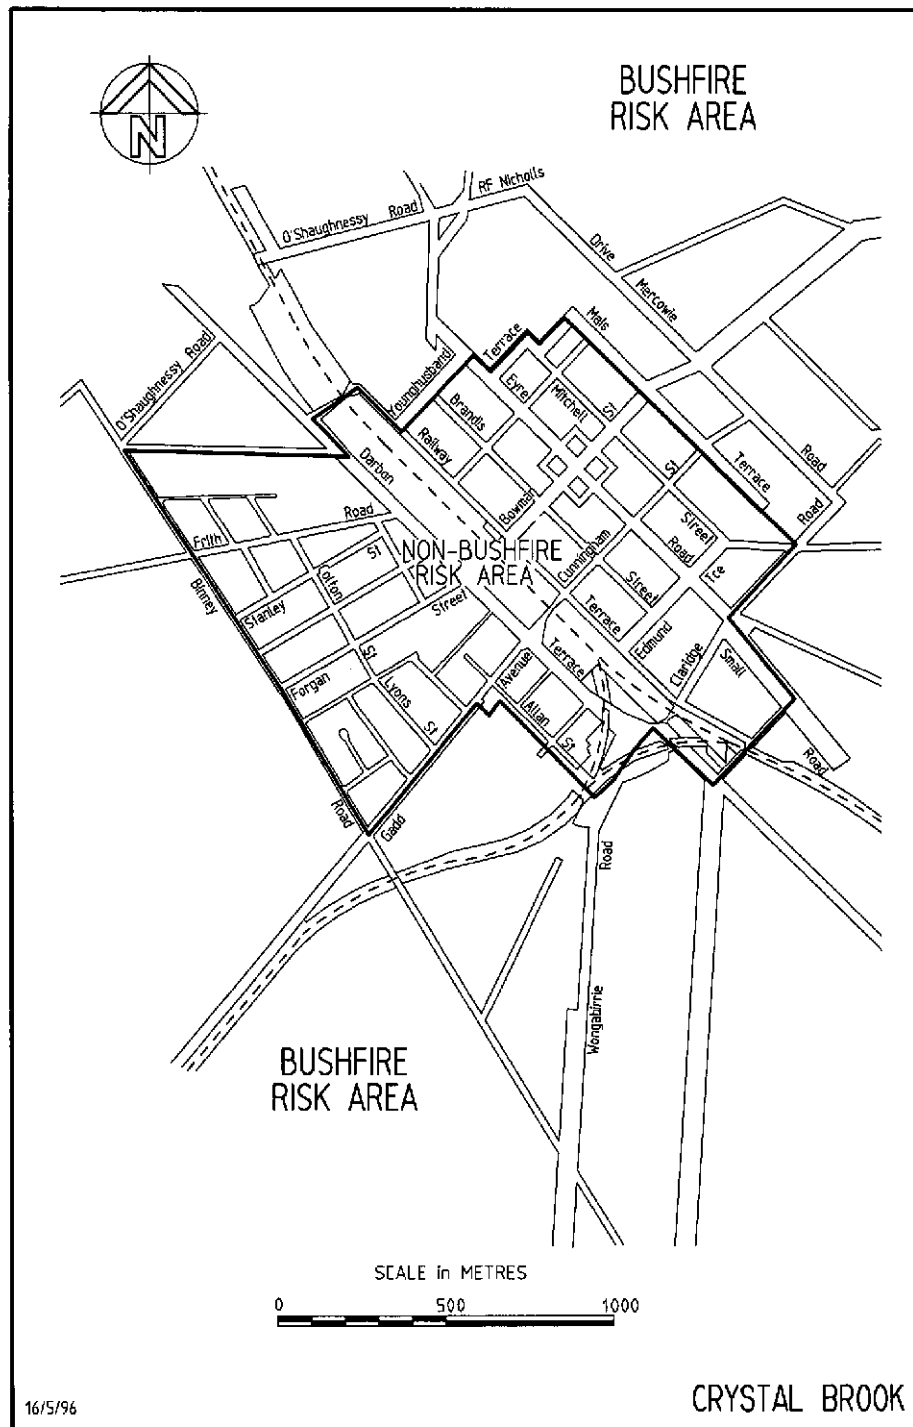 BUSHFIRE
RISK AREA
N
RF Nicholls
O'Shaughnessy Road
Drive
Mercowie
Mais
Terrace
O'Shaughnessy Road
Younghusband
Eyre
Mitchell
St
Brandis
Railway
Darbon
Bowman
St
Terrace
Road
Road
Street
Road
Tce
Frith
Road
NON-BUSHFIRE
RISK AREA
Cunningham
Street
Terrace
Edmund
Claridge
Small
Road
Binney
Colton
St
Stanley
Street
St
Forgan
Lyons
St
Avenue
Terrace
Allan
St
Road
Gadd
Road
Wongabirrie
BUSHFIRE
RISK AREA
SCALE in METRES
0 500 1000
16/5/96
CRYSTAL BROOK